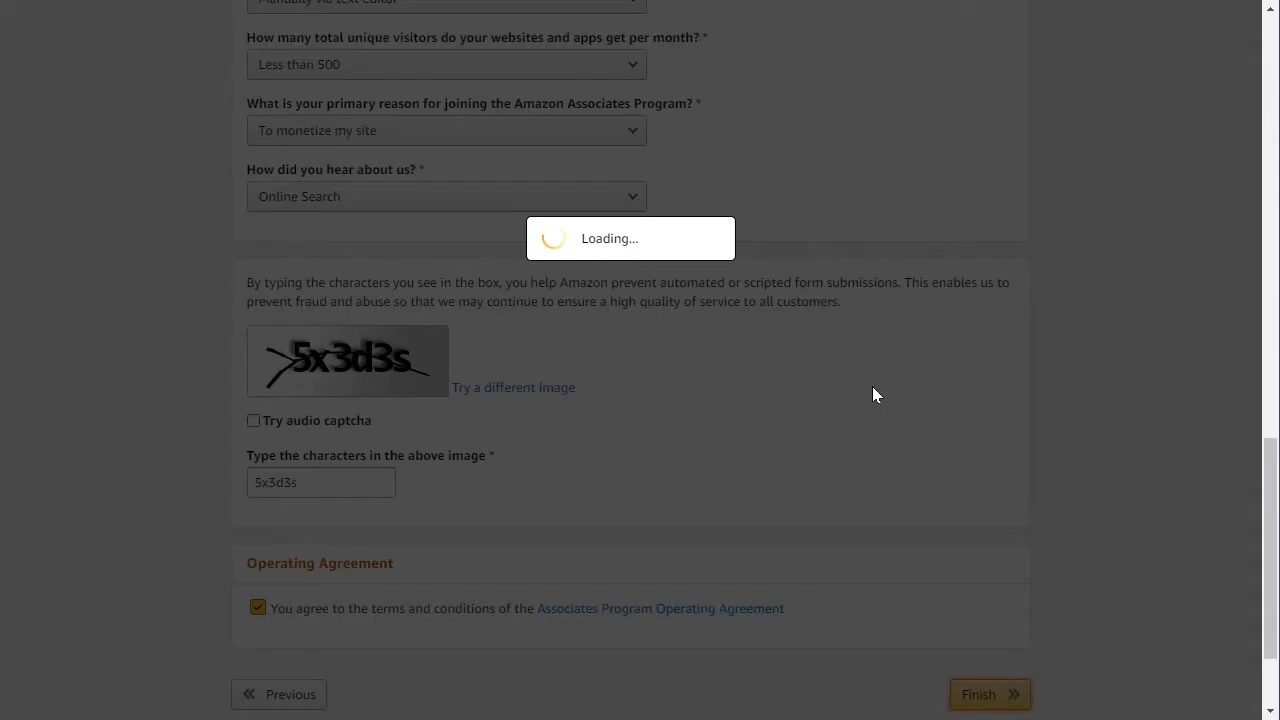 Manually via text editor
How many total unique visitors do your websites and apps get per month? *
Less than 500
What is your primary reason for joining the Amazon Associates Program? *
To monetize my site
How did you hear about us? *
Online Search
Loading...
By typing the characters you see in the box, you help Amazon prevent automated or scripted form submissions. This enables us to
prevent fraud and abuse so that we may continue to ensure a high quality of service to all customers.
5x3d3s
Try a different image
Try audio captcha
Type the characters in the above image *
5x3d3s
Operating Agreement
You agree to the terms and conditions of the Associates Program Operating Agreement
Previous
Finish